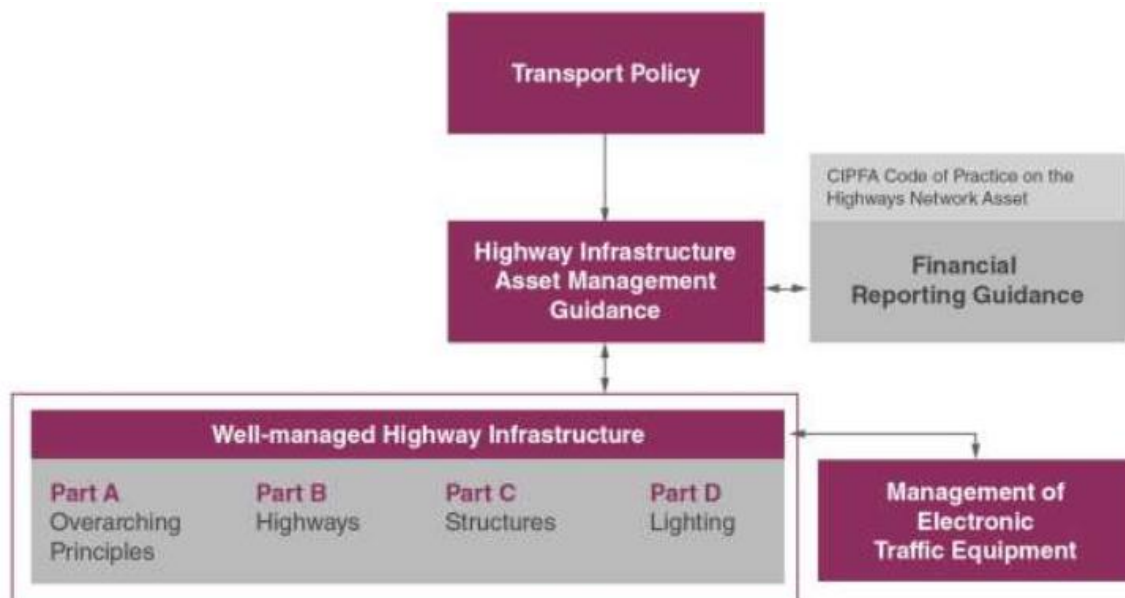 Transport Policy
CIPFA Code of Practice on the
Highways Network Asset
Highway Infrastructure
Asset Management
Guidance
Financial
Reporting Guidance
Well-managed Highway Infrastructure
Part A
Overarching
Principles
Part B
Highways
Part C
Structures
Part D
Lighting
Management of
Electronic
Traffic Equipment